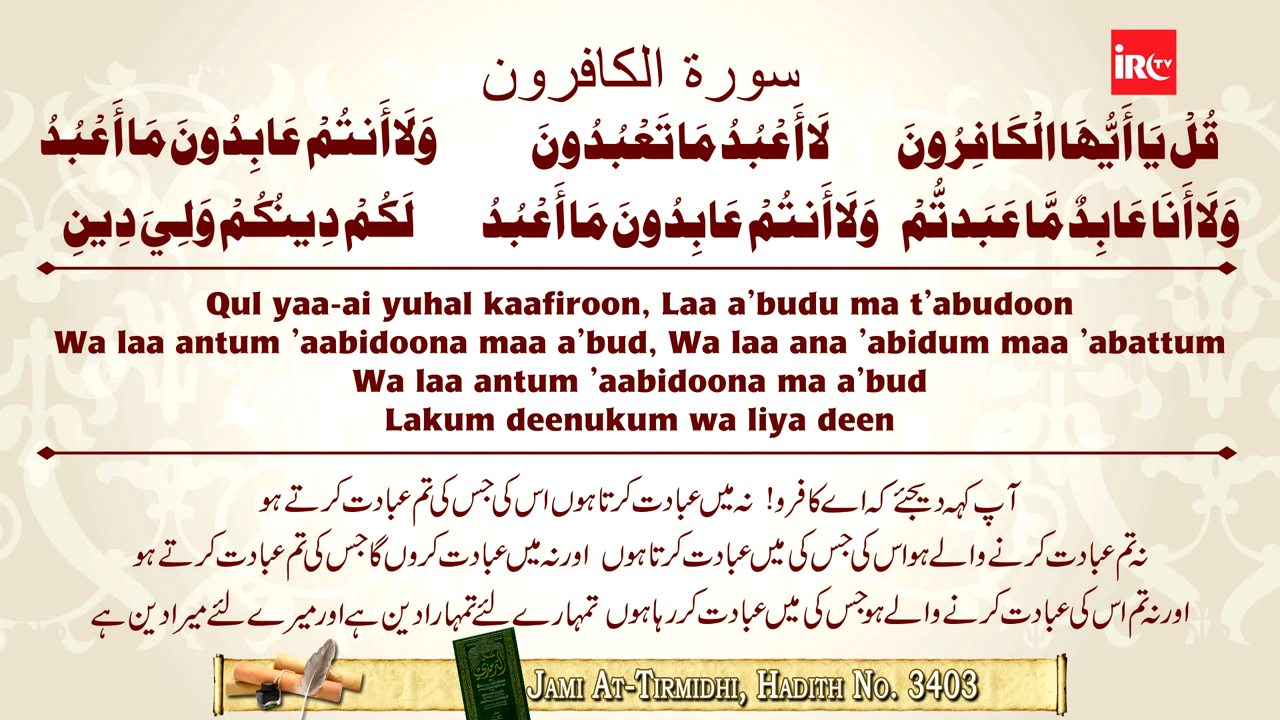 سورة الكافرون
iRC TV
قُلْ يَا أَيُّهَا الْكَافِرُونَ لَا أَعْبُدُ مَا تَعْبُدُونَ وَلَا أَنتُمْ عَابِدُونَ مَا أَعْبُدُ
وَلَا أَنَا عَابِدٌ مَّا عَبَدتُّمْ وَلَا أَنتُمْ عَابِدُونَ مَا أَعْبُدُ لَكُمْ دِينُكُمْ وَلِيَ دِينِ
Qul yaa-ai yuhal kaafiroon, Laa a’budu ma t’abudoon
Wa laa antum ’aabidoona maa a’bud, Wa laa ana ’abidum maa ’abattum
Wa laa antum ’aabidoona ma a’bud
Lakum deenukum wa liya deen
آپ کہہ دیجئے کہ اے کافرو! نہ میں عبادت کرتا ہوں اس کی جس کی تم عبادت کرتے ہو
نہ تم عبادت کرنے والے ہو اس کی جس کی میں عبادت کرتا ہوں اور نہ میں عبادت کروں گا جس کی تم عبادت کرتے ہو
اور نہ تم اس کی عبادت کرنے والے ہو جس کی میں عبادت کر رہا ہوں تمہارے لئے تمہارا دین ہے اور میرے لئے میرا دین ہے
Jami At-Tirmidhi, Hadith No. 3403